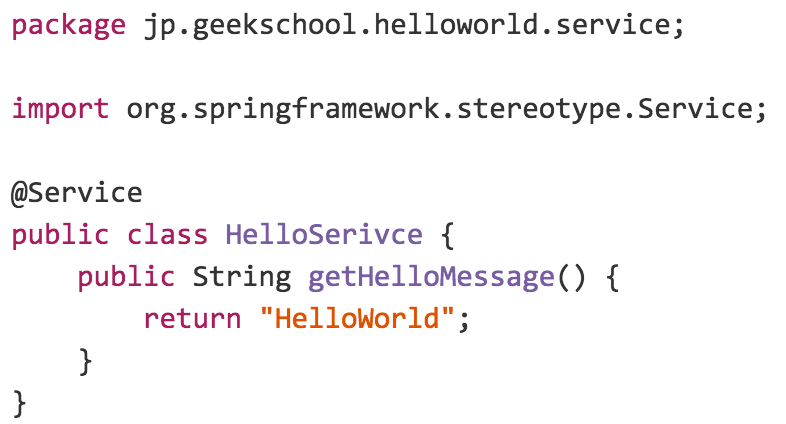 package jp.geekschool.helloworld.service;
import org.springframework.stereotype.Service;
@Service
public class HelloSerivce {
    public String getHelloMessage() {
        return "HelloWorld";
    }
}